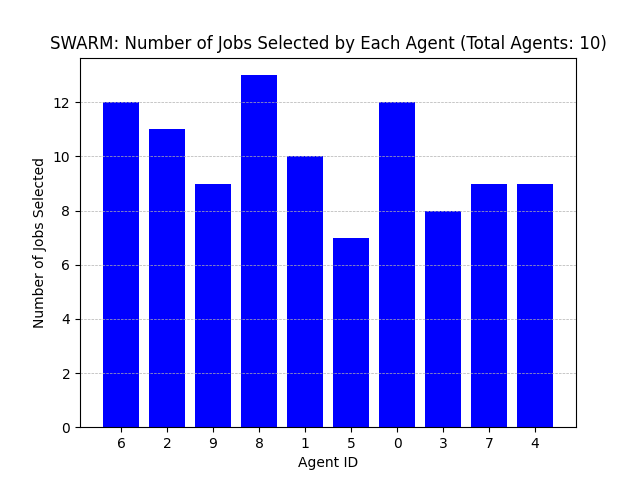 SWARM: Number of Jobs Selected by Each Agent (Total Agents: 10)
Number of Jobs Selected
12
10
8
6
4
2
0
6 2 9 8 1 5 0 3 7 4
Agent ID